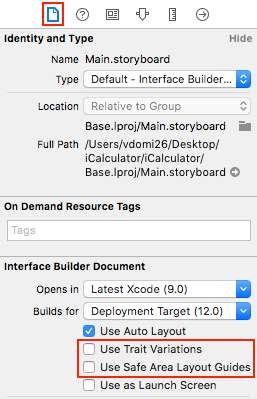 Identity and Type Hide
Name Main.storyboard
Type Default - Interface Builder...
Location Relative to Group
Base.lproj/Main.storyboard
Full Path /Users/vdomi26/Desktop/
iCalculator/iCalculator/
Base.lproj/Main.storyboard
On Demand Resource Tags
Tags
Interface Builder Document
Opens in Latest Xcode (9.0)
Builds for Deployment Target (12.0)
Use Auto Layout
Use Trait Variations
Use Safe Area Layout Guides
Use as Launch Screen